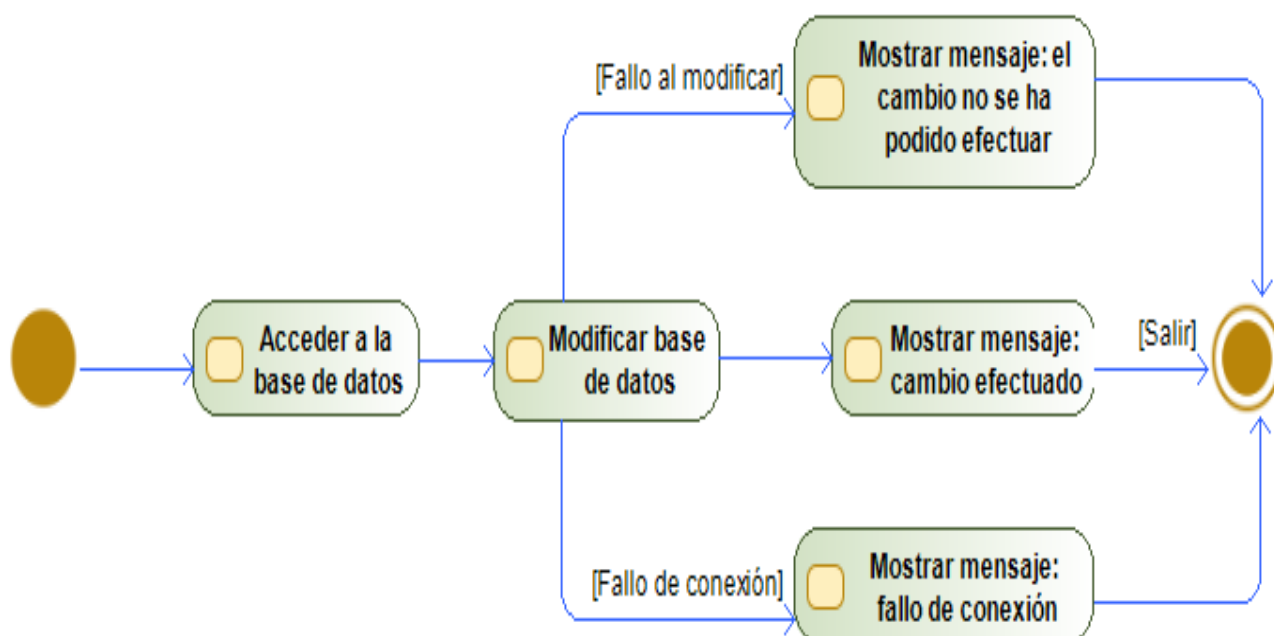 Mostrar mensaje: el
cambio no se ha
podido efectuar
[Fallo al modificar]
Acceder a la
base de datos
Modificar base
de datos
Mostrar mensaje:
cambio efectuado
[Salir]
[Fallo de conexión]
Mostrar mensaje:
fallo de conexión